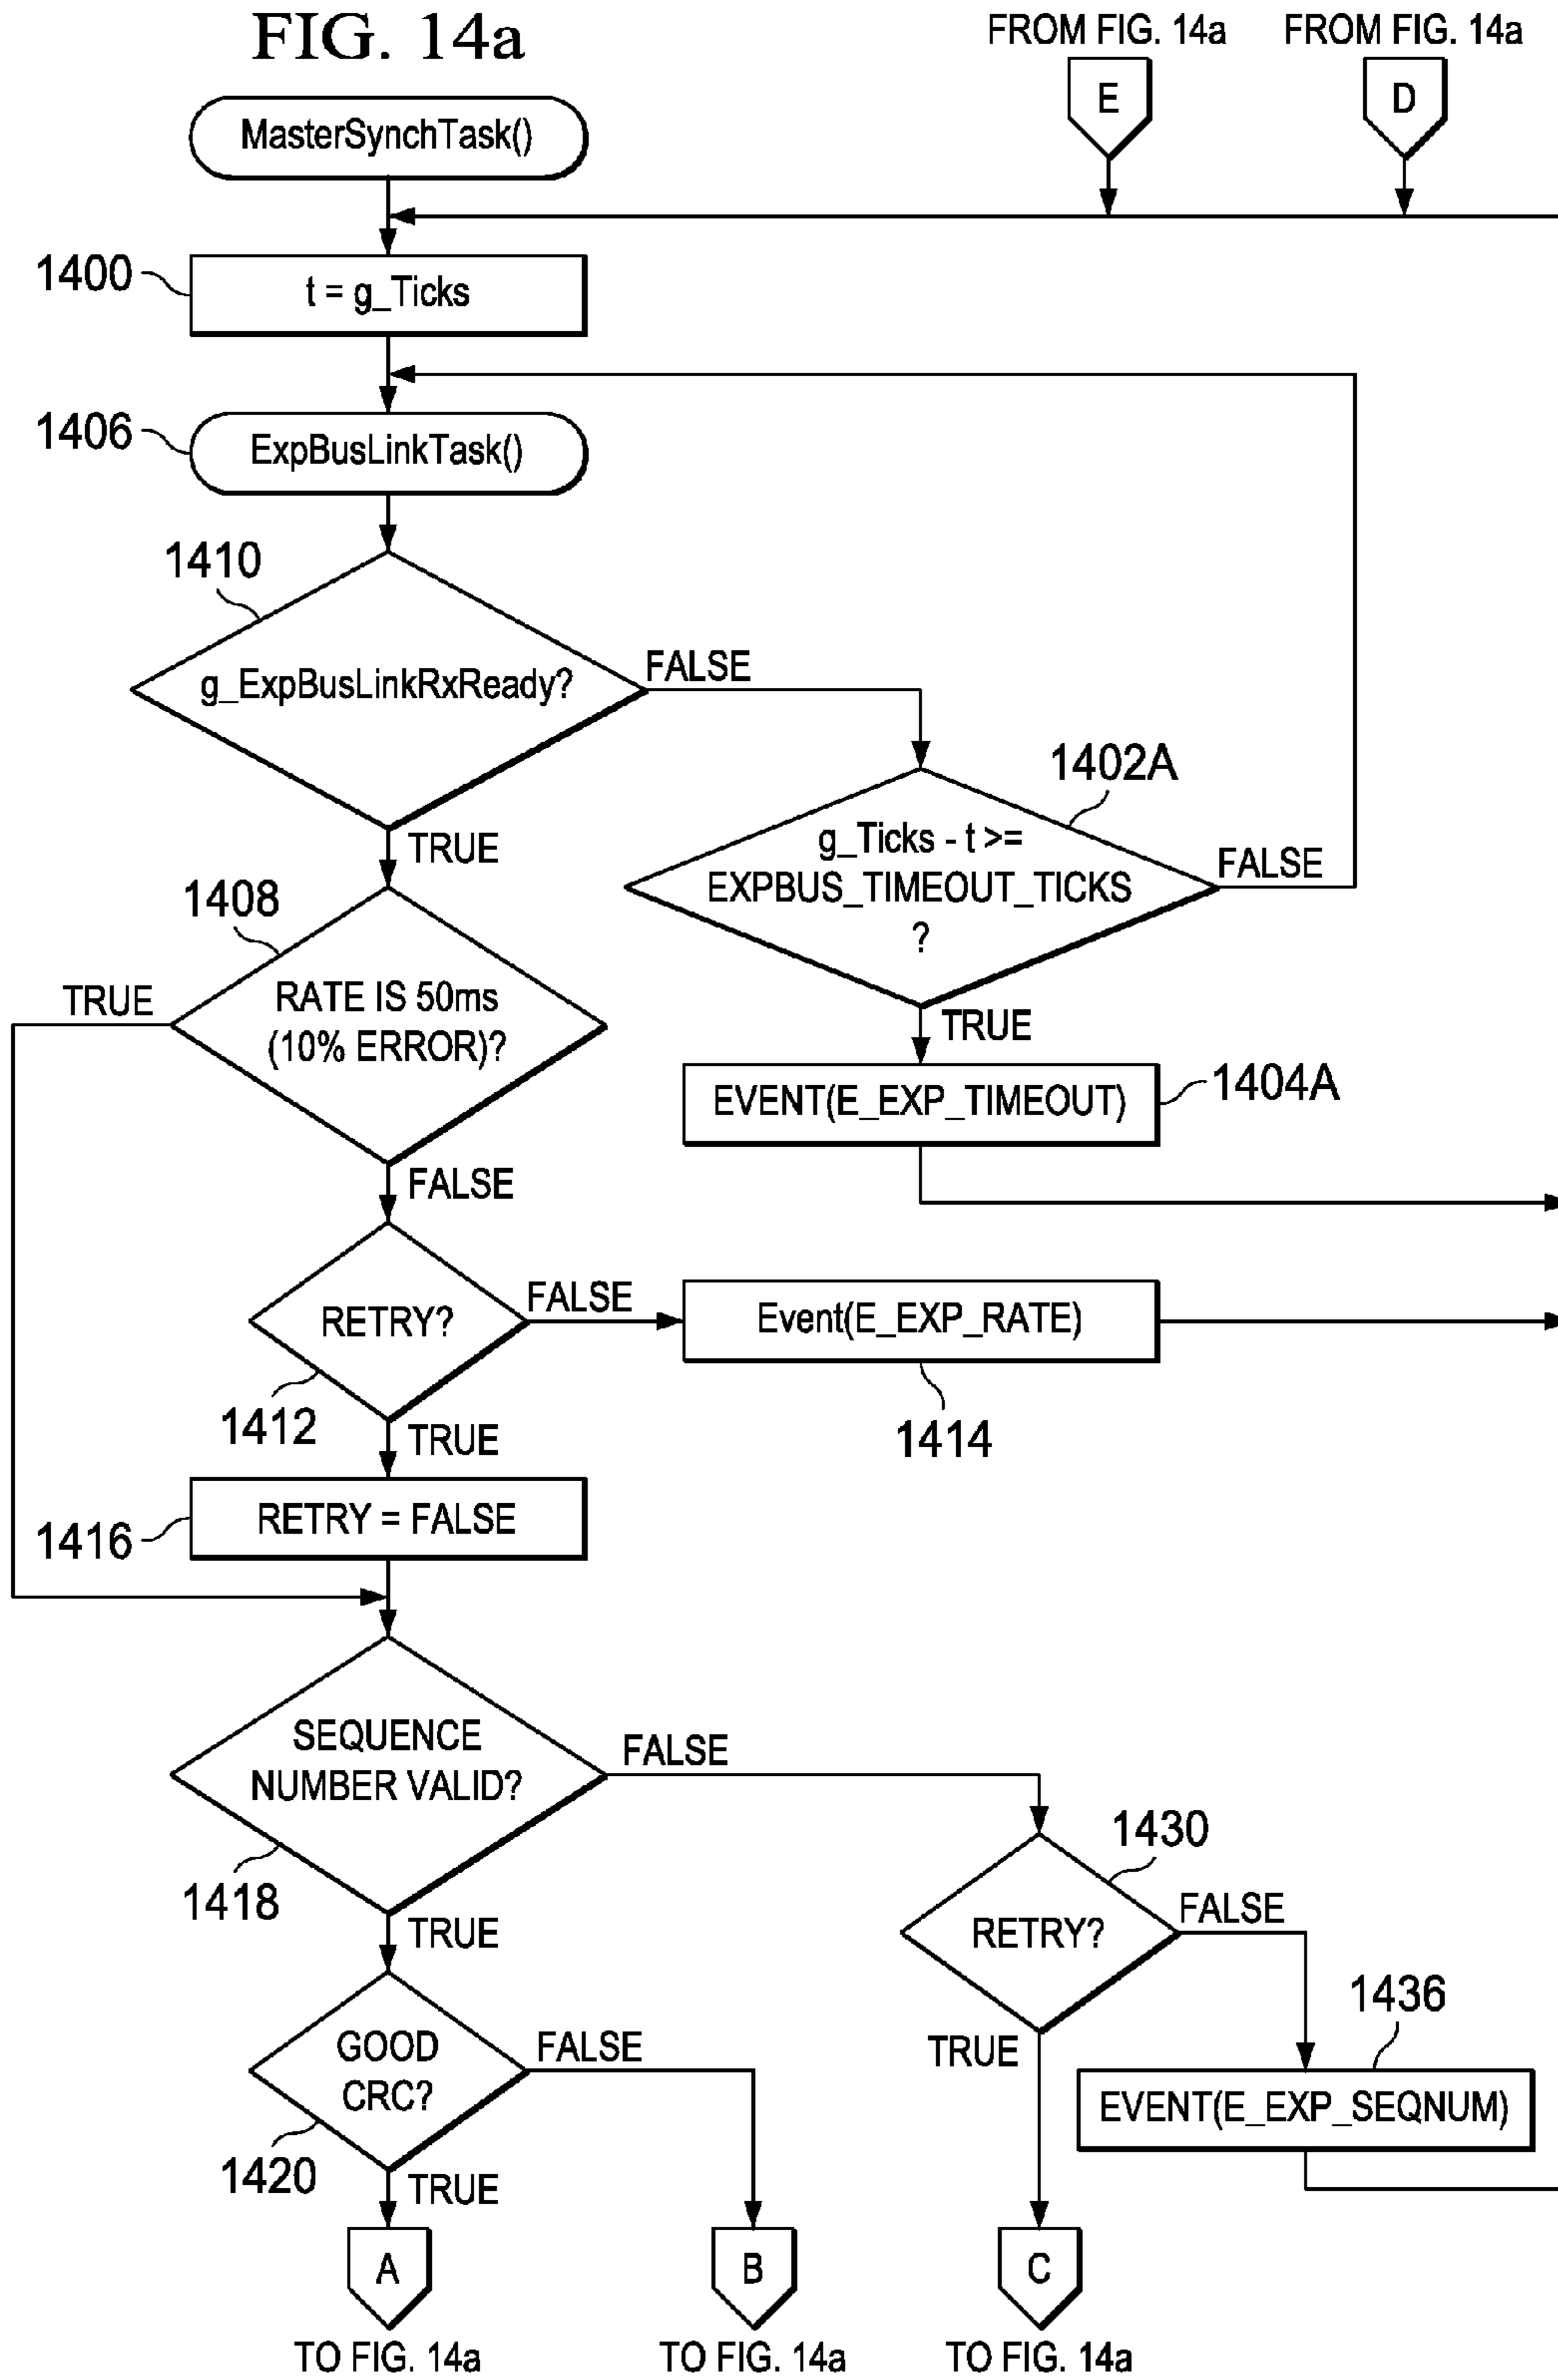 FIG. 14a
FROM FIG. 14a
FROM FIG. 14a
E
D
MasterSynchTask()
1400
t = g_Ticks
1406
ExpBusLinkTask()
1410
g_ExpBusLinkRxReady?
FALSE
TRUE
1402A
g_Ticks - t >=
EXPBUS_TIMEOUT_TICKS
?
FALSE
TRUE
1408
TRUE
RATE IS 50ms
(10% ERROR)?
FALSE
EVENT(E_EXP_TIMEOUT)
1404A
RETRY?
FALSE
Event(E_EXP_RATE)
1412
TRUE
1414
1416
RETRY = FALSE
SEQUENCE
NUMBER VALID?
FALSE
1418
TRUE
1430
RETRY?
FALSE
TRUE
1436
EVENT(E_EXP_SEQNUM)
GOOD
CRC?
FALSE
1420
TRUE
A
B
C
TO FIG. 14a
TO FIG. 14a
TO FIG. 14a